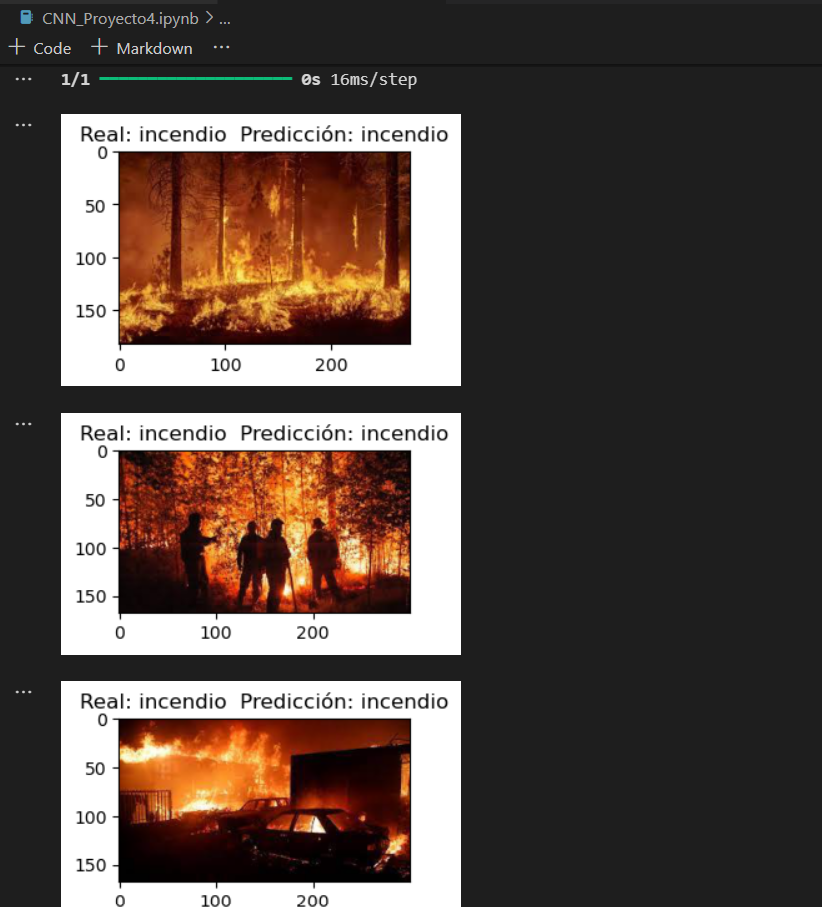 CNN_Proyecto4.ipynb > ...
+ Code + Markdown ...
... 1/1 ━━━━━━━━━━━━━━━━━━━━ 0s 16ms/step
...
Real: incendio Predicción: incendio
0
50
100
150
0 100 200
...
Real: incendio Predicción: incendio
0
50
100
150
0 100 200
...
Real: incendio Predicción: incendio
0
50
100
150
0 100 200